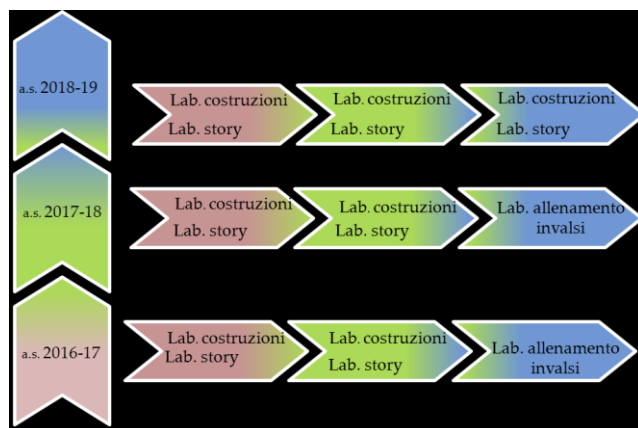 a.s. 2018-19
Lab. costruzioni
Lab. story
Lab. costruzioni
Lab. story
Lab. costruzioni
Lab. story
a.s. 2017-18
Lab. costruzioni
Lab. story
Lab. costruzioni
Lab. story
Lab. allenamento
invalsi
a.s. 2016-17
Lab. costruzioni
Lab. story
Lab. costruzioni
Lab. story
Lab. allenamento
invalsi